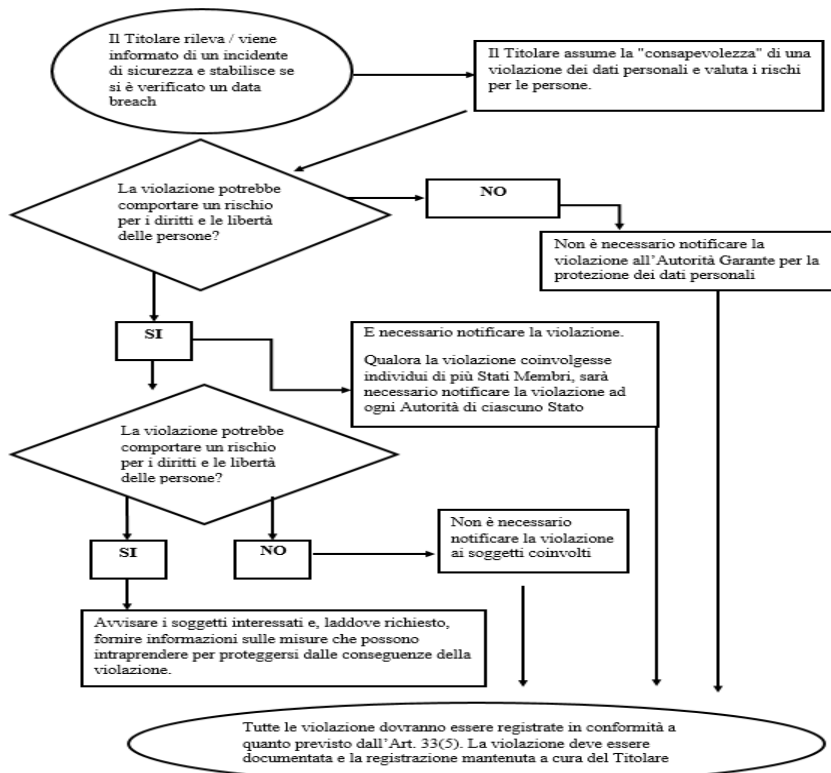 Il Titolare rileva / viene
informato di un incidente
di sicurezza e stabilisce se
si è verificato un data
breach
Il Titolare assume la "consapevolezza" di una
violazione dei dati personali e valuta i rischi
per le persone.
La violazione potrebbe
comportare un rischio
per i diritti e le libertà
delle persone?
NO
Non è necessario notificare la
violazione all'Autorità Garante per la
protezione dei dati personali
SI
E necessario notificare la violazione.
Qualora la violazione coinvolgesse
individui di più Stati Membri, sarà
necessario notificare la violazione ad
ogni Autorità di ciascuno Stato
La violazione potrebbe
comportare un rischio
per i diritti e le libertà
delle persone?
SI
NO
Non è necessario
notificare la violazione
ai soggetti coinvolti
Avvisare i soggetti interessati e, laddove richiesto,
fornire informazioni sulle misure che possono
intraprendere per proteggersi dalle conseguenze della
violazione.
Tutte le violazione dovranno essere registrate in conformità a
quanto previsto dall'Art. 33(5). La violazione deve essere
documentata e la registrazione mantenuta a cura del Titolare